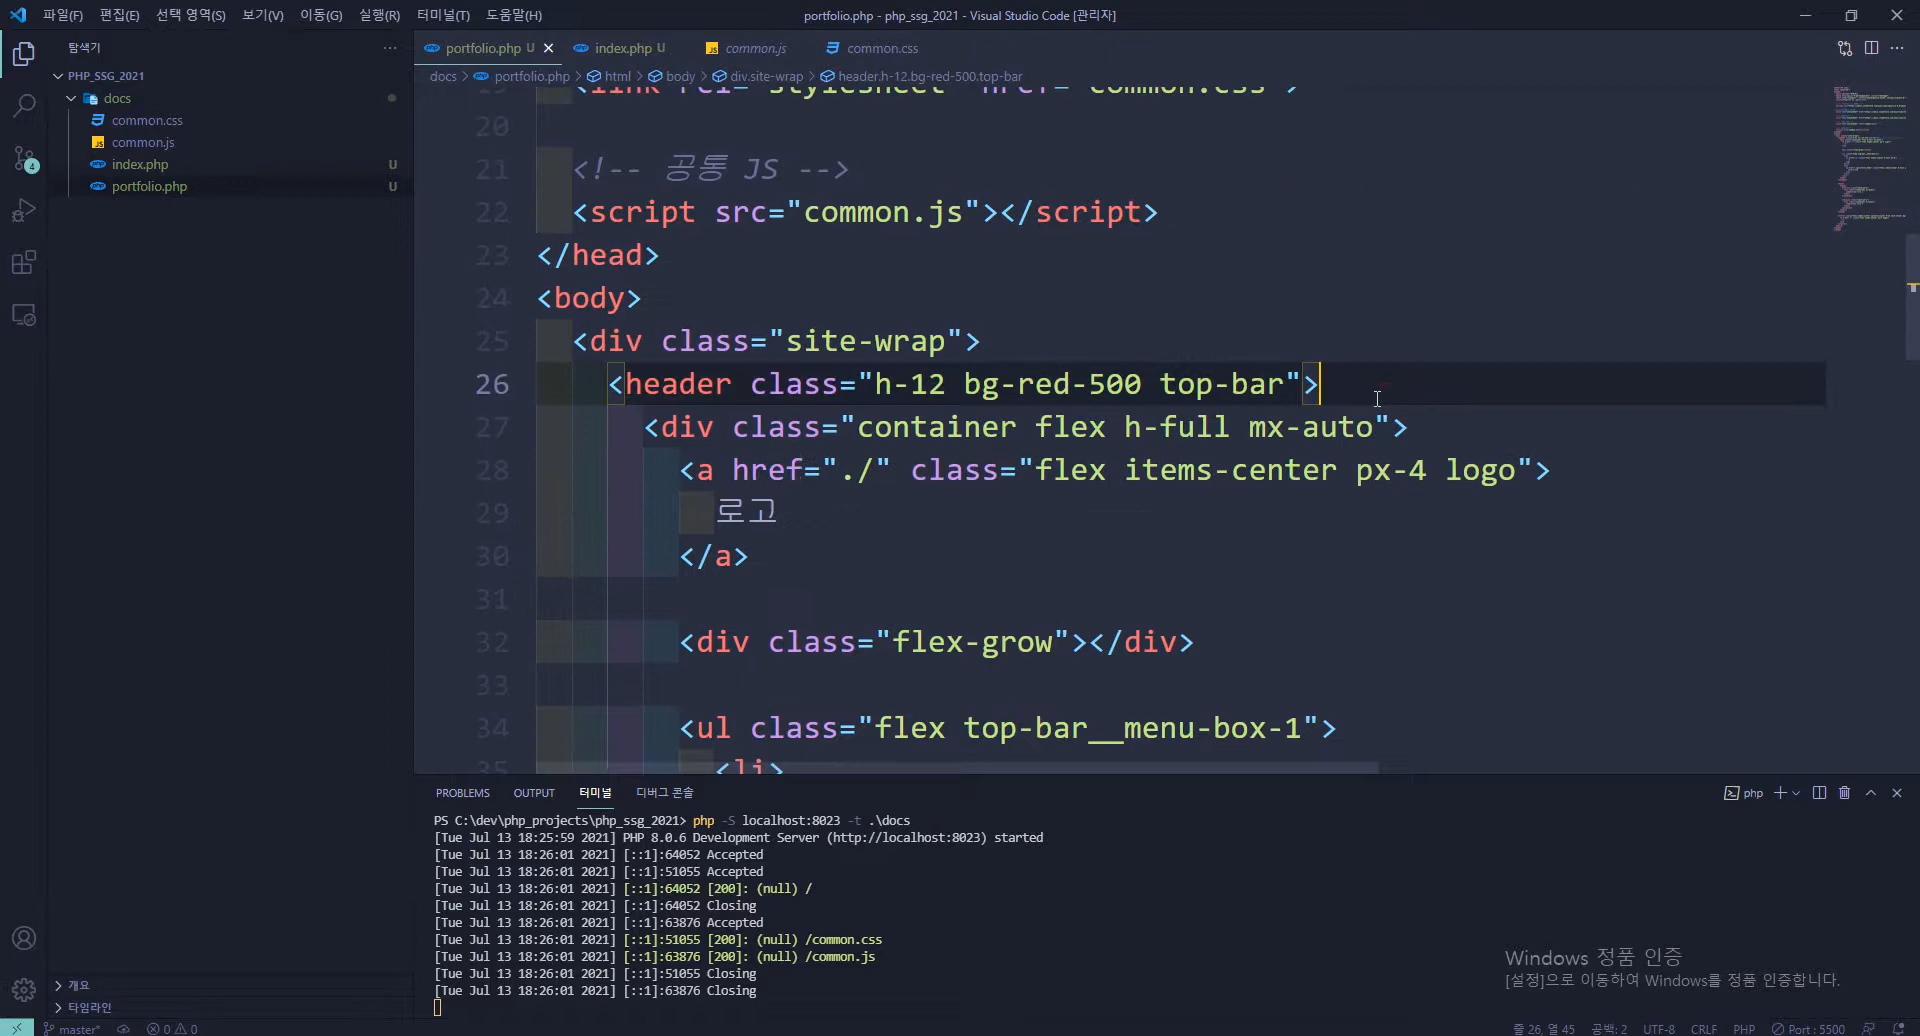 파일(F) 편집(E) 선택 영역(S) 보기(V) 이동(G) 실행(R) 터미널(T) 도움말(H)
portfolio.php - php_ssg_2021 - Visual Studio Code [관리자]
탐색기
PHP_SSG_2021
docs
common.css
common.js
index.php U
portfolio.php U
4
개요
타임라인
portfolio.php U
index.php U
common.js
common.css
docs > portfolio.php > html > body > div.site-wrap > header.h-12.bg-red-500.top-bar
19 <link rel="stylesheet" href="common.css">
20
21 <!-- 공통 JS -->
22 <script src="common.js"></script>
23 </head>
24 <body>
25 <div class="site-wrap">
26 <header class="h-12 bg-red-500 top-bar">
27 <div class="container flex h-full mx-auto">
28 <a href="./" class="flex items-center px-4 logo">
29 로고
30 </a>
31
32 <div class="flex-grow"></div>
33
34 <ul class="flex top-bar__menu-box-1">
35 <li>
PROBLEMS OUTPUT 터미널 디버그 콘솔
php
PS C:\dev\php_projects\php_ssg_2021> php -S localhost:8023 -t .\docs
[Tue Jul 13 18:25:59 2021] PHP 8.0.6 Development Server (http://localhost:8023) started
[Tue Jul 13 18:26:01 2021] [::1]:64052 Accepted
[Tue Jul 13 18:26:01 2021] [::1]:51055 Accepted
[Tue Jul 13 18:26:01 2021] [::1]:64052 [200]: (null) /
[Tue Jul 13 18:26:01 2021] [::1]:64052 Closing
[Tue Jul 13 18:26:01 2021] [::1]:63876 Accepted
[Tue Jul 13 18:26:01 2021] [::1]:51055 [200]: (null) /common.css
[Tue Jul 13 18:26:01 2021] [::1]:63876 [200]: (null) /common.js
[Tue Jul 13 18:26:01 2021] [::1]:51055 Closing
[Tue Jul 13 18:26:01 2021] [::1]:63876 Closing
Windows 정품 인증
[설정]으로 이동하여 Windows를 정품 인증합니다.
master* 0 0
줄 26, 열 45 공백: 2 UTF-8 CRLF PHP Port : 5500